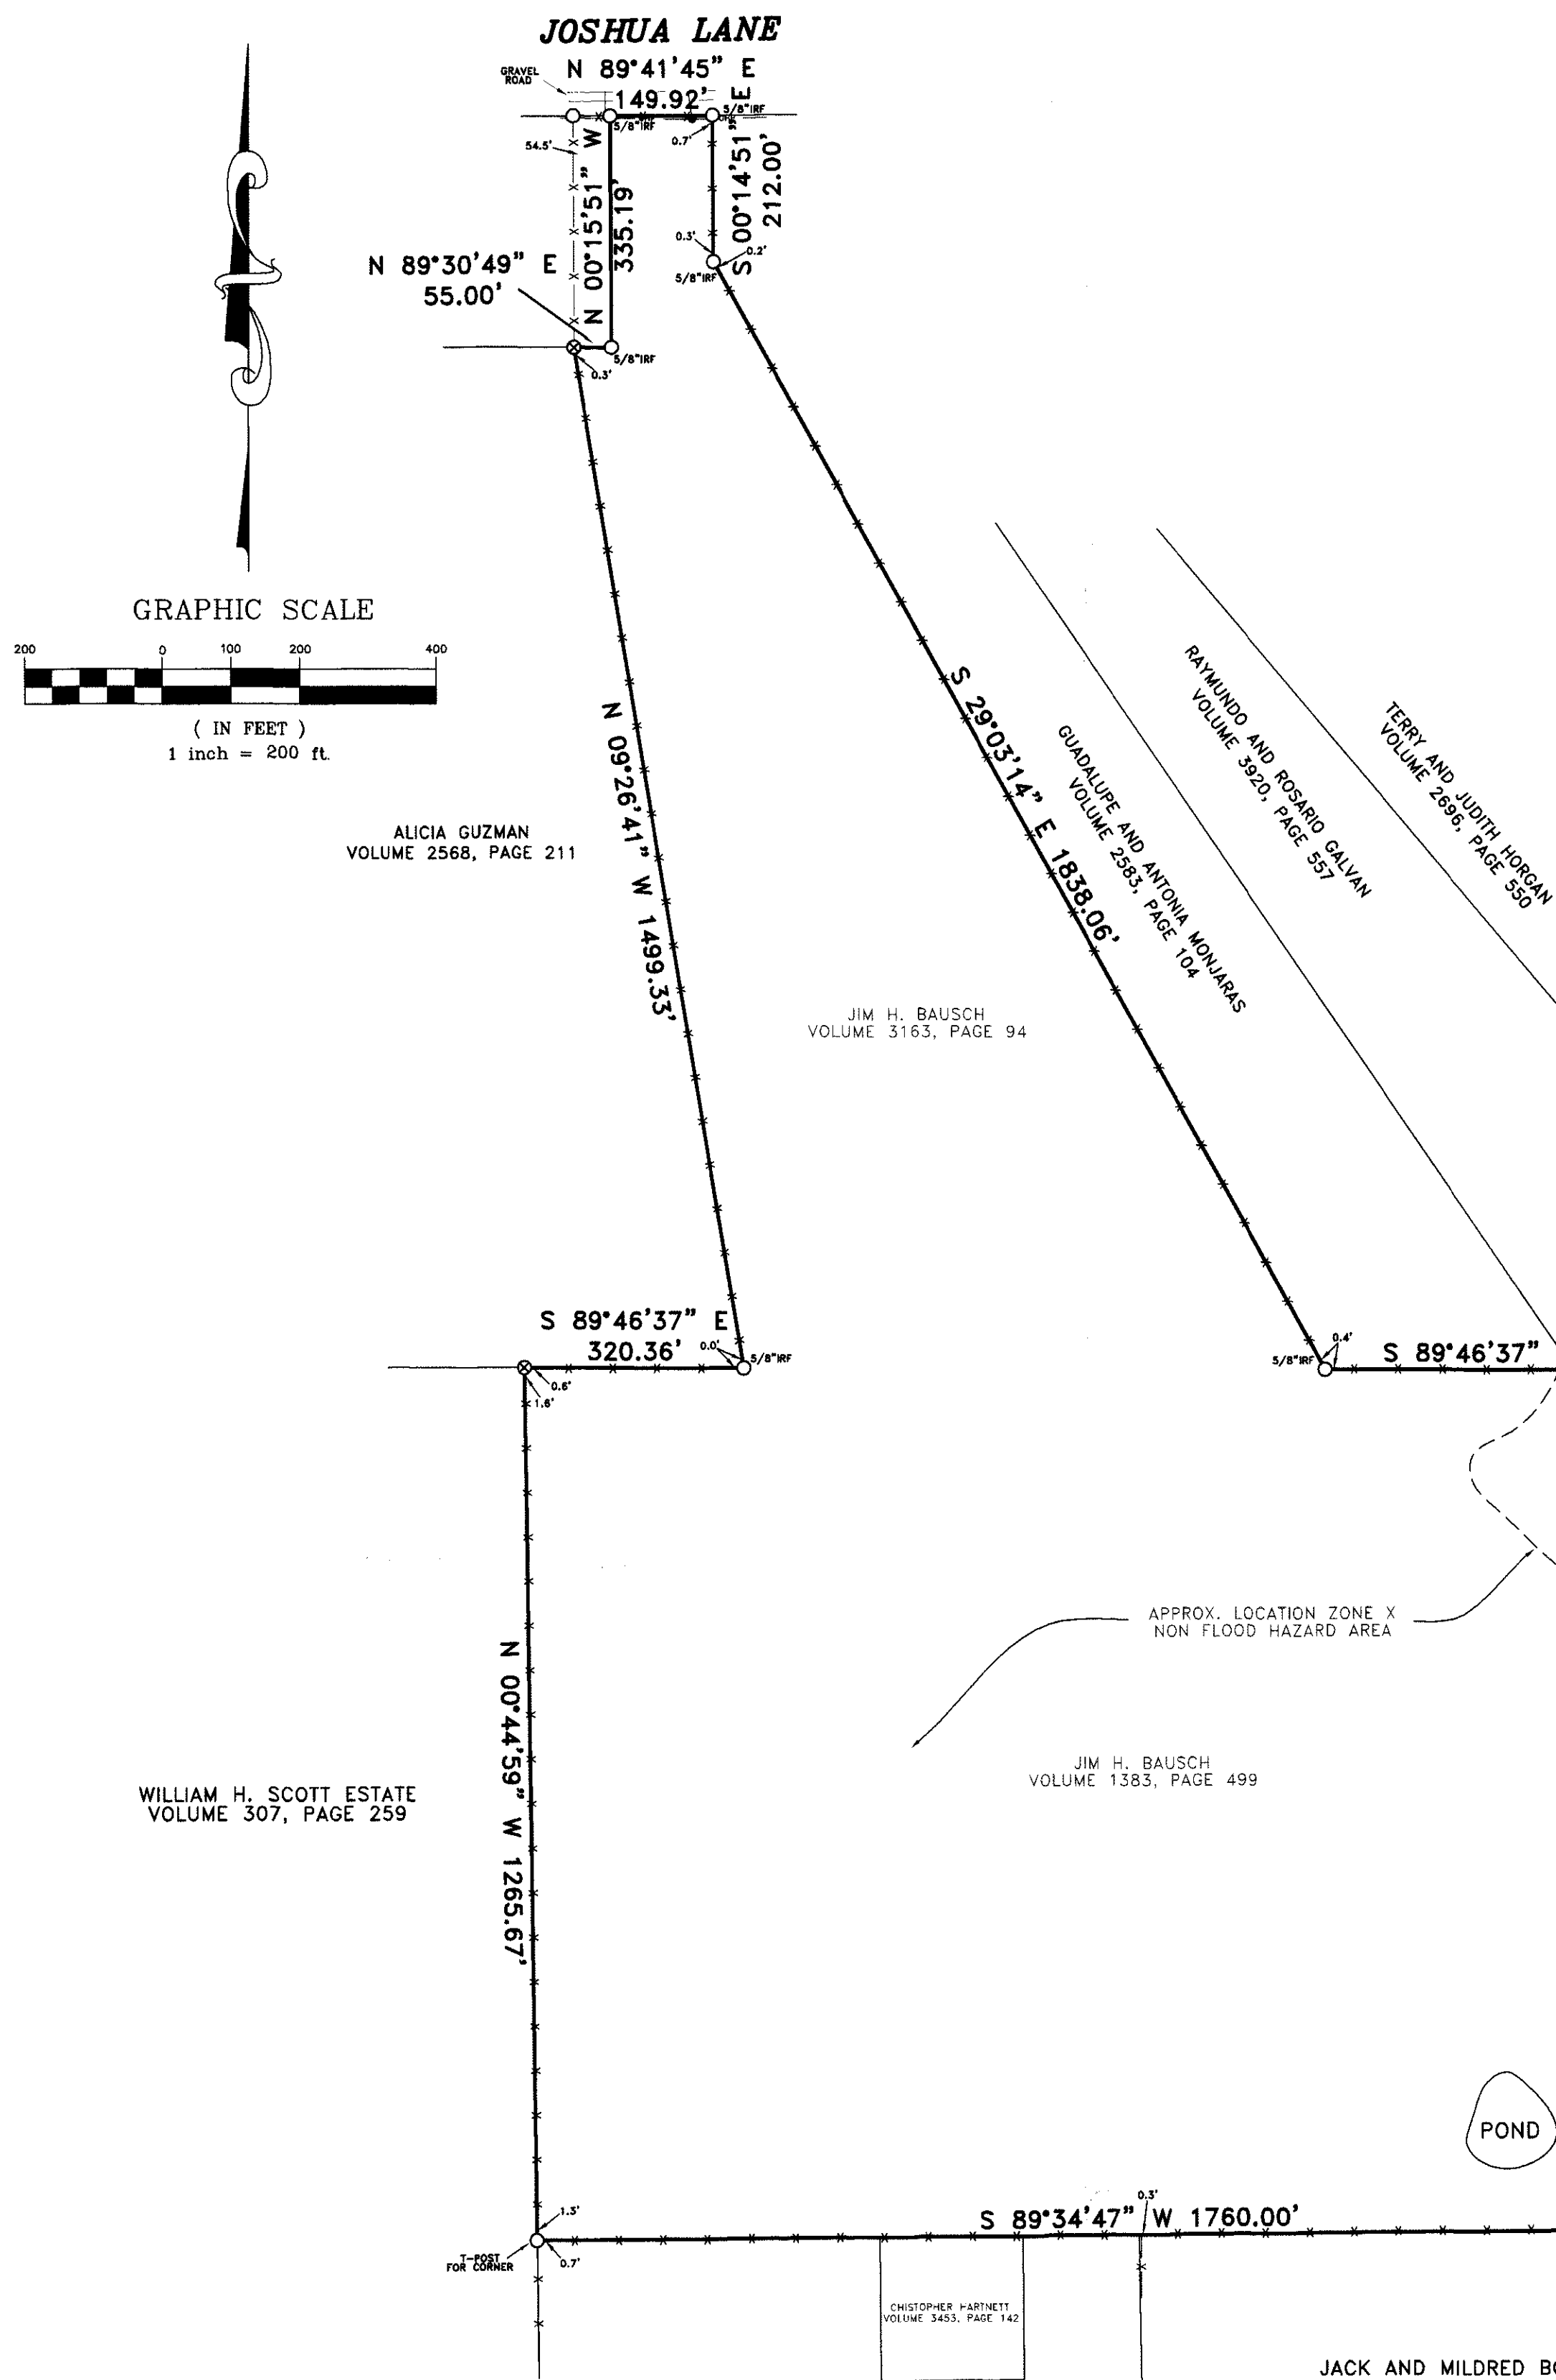 JOSHUA LANE
GRAVEL
ROAD
N 89°41'45" E
149.92'
5/8"IRF
5/8"IRF
0.7'
54.5'
N 00°15'51" W
335.19'
S 00°14'51" E
212.00'
0.3'
0.2'
5/8"IRF
N 89°30'49" E
55.00'
5/8"IRF
0.3'
GRAPHIC SCALE
200 0 100 200 400
( IN FEET )
1 inch = 200 ft.
N 09°26'41" W 1499.33'
S 29°03'14" E 1838.06'
GUADALUPE AND ANTONIA MONJARAS
VOLUME 2583, PAGE 104
RAYMUNDO AND ROSARIO GALVAN
VOLUME 3920, PAGE 557
TERRY AND JUDITH HORGAN
VOLUME 2696, PAGE 550
ALICIA GUZMAN
VOLUME 2568, PAGE 211
JIM H. BAUSCH
VOLUME 3163, PAGE 94
S 89°46'37" E
320.36'
0.0'
5/8"IRF
0.6'
1.6'
0.4'
5/8"IRF
S 89°46'37"
APPROX. LOCATION ZONE X
NON FLOOD HAZARD AREA
N 00°44'59" W 1265.67'
JIM H. BAUSCH
VOLUME 1383, PAGE 499
WILLIAM H. SCOTT ESTATE
VOLUME 307, PAGE 259
POND
1.3'
T-POST
FOR CORNER
0.7'
0.3'
S 89°34'47" W 1760.00'
CHISTOPHER HARTNETT
VOLUME 3453, PAGE 142
JACK AND MILDRED